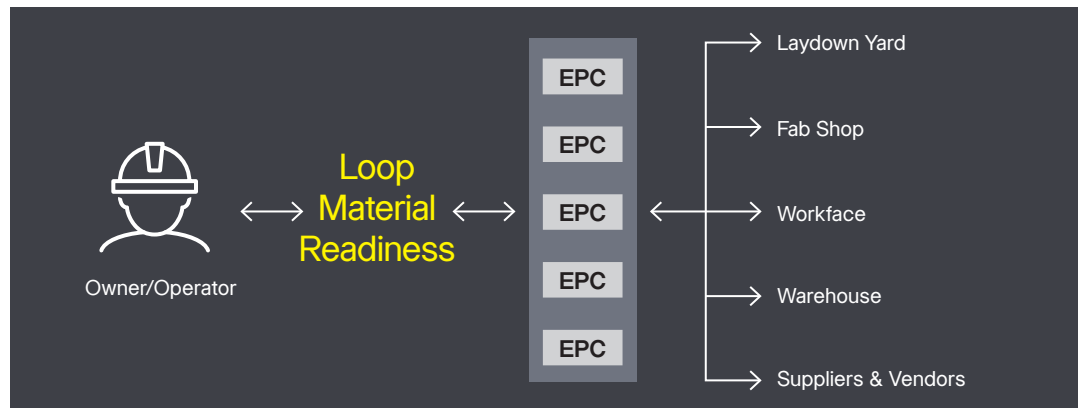 Owner/Operator
Loop
Material
Readiness
EPC
EPC
EPC
EPC
EPC
Laydown Yard
Fab Shop
Workface
Warehouse
Suppliers & Vendors